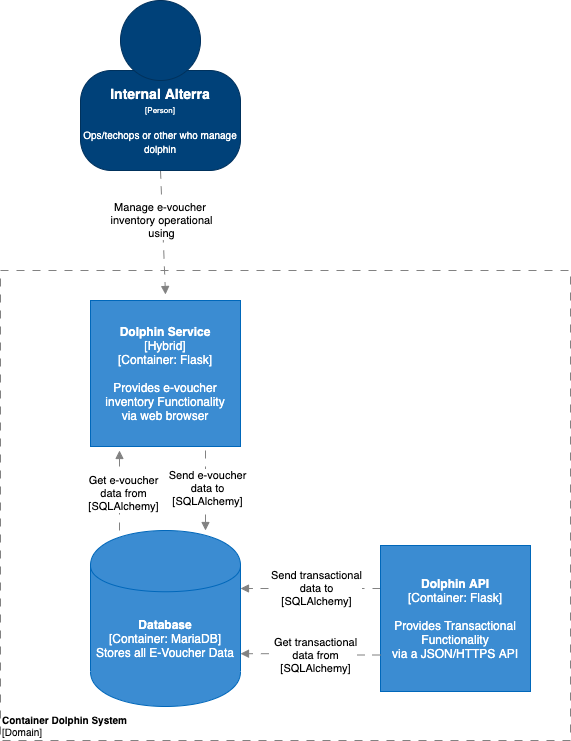 Internal Alterra
[Person]
Ops/techops or other who manage
dolphin
Manage e-voucher
inventory operational
using
Dolphin Service
[Hybrid]
[Container: Flask]
Provides e-voucher
inventory Functionality
via web browser
Get e-voucher
data from
[SQLAlchemy]
Send e-voucher
data to
[SQLAlchemy]
Database
[Container: MariaDB]
Stores all E-Voucher Data
Send transactional
data to
[SQLAlchemy]
Get transactional
data from
[SQLAlchemy]
Dolphin API
[Container: Flask]
Provides Transactional
Functionality
via a JSON/HTTPS API
Container Dolphin System
[Domain]